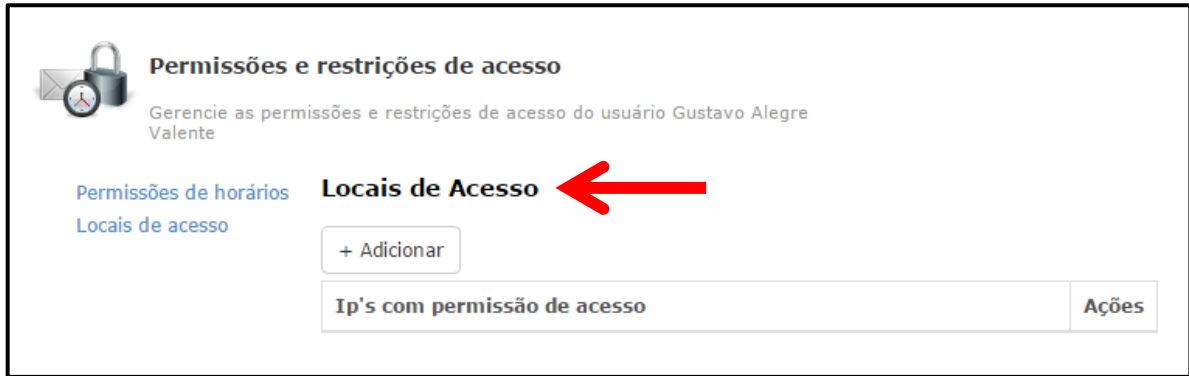 Permissões e restrições de acesso
Gerencie as permissões e restrições de acesso do usuário Gustavo Alegre
Valente
Permissões de horários
Locais de acesso
Locais de Acesso
+ Adicionar
Ip's com permissão de acesso
Ações